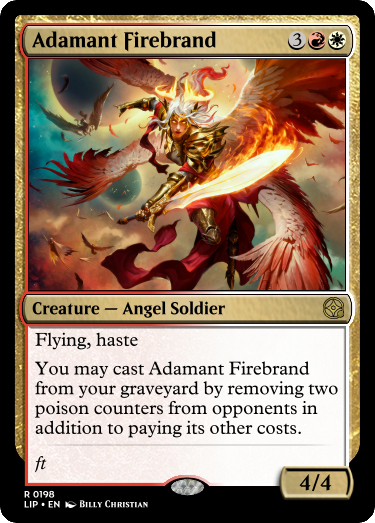 Adamant Firebrand 3
Creature — Angel Soldier
Flying, haste
You may cast Adamant Firebrand
from your graveyard by removing two
poison counters from opponents in
addition to paying its other costs.
ft
4/4
R 0198
LIP • EN Billy Christian